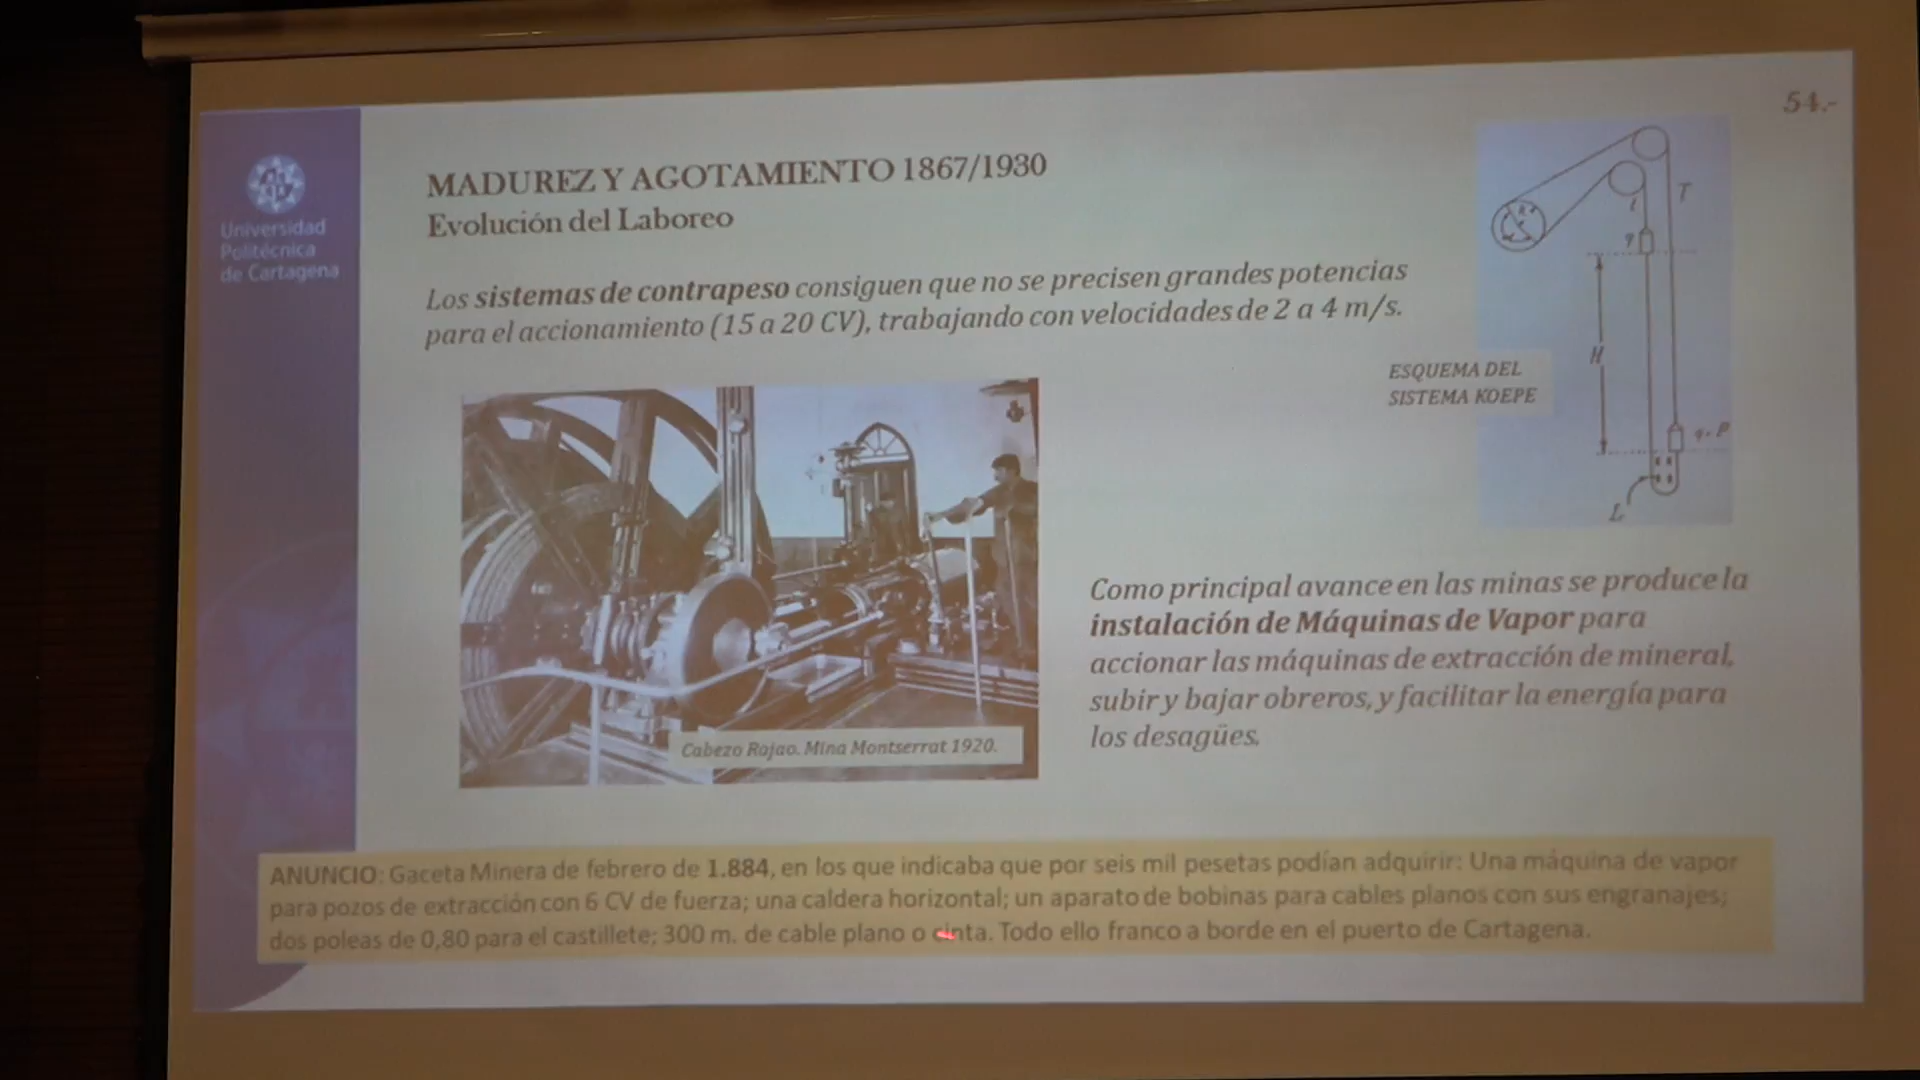 54.-
Universidad
Politécnica
de Cartagena
MADUREZ Y AGOTAMIENTO 1867/1930
Evolución del Laboreo
Los sistemas de contrapeso consiguen que no se precisen grandes potencias
para el accionamiento (15 a 20 CV), trabajando con velocidades de 2 a 4 m/s.
T
H
L
ESQUEMA DEL
SISTEMA KOEPE
Cabezo Rajao. Mina Montserrat 1920.
Como principal avance en las minas se produce la
instalación de Máquinas de Vapor para
accionar las máquinas de extracción de mineral,
subir y bajar obreros, y facilitar la energía para
los desagües.
ANUNCIO: Gaceta Minera de febrero de 1.884, en los que indicaba que por seis mil pesetas podían adquirir: Una máquina de vapor
para pozos de extracción con 6 CV de fuerza; una caldera horizontal; un aparato de bobinas para cables planos con sus engranajes;
dos poleas de 0,80 para el castillete; 300 m. de cable plano o cinta. Todo ello franco a borde en el puerto de Cartagena.